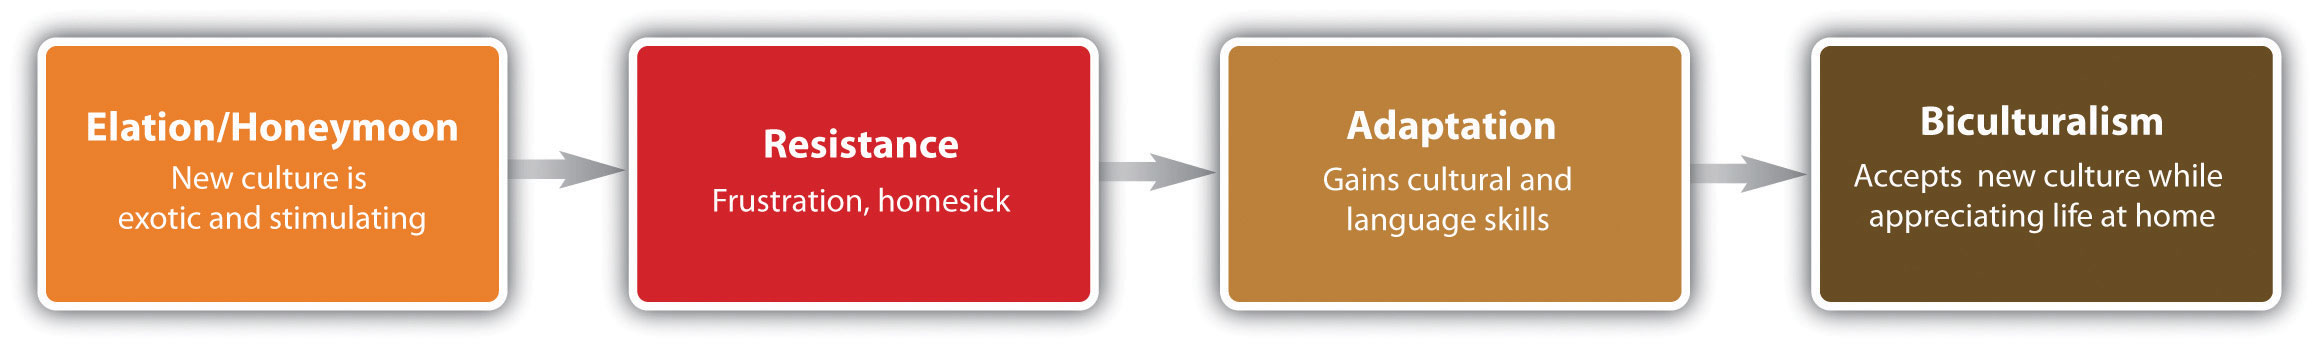 Elation/Honeymoon
New culture is
exotic and stimulating
Resistance
Frustration, homesick
Adaptation
Gains cultural and
language skills
Biculturalism
Accepts  new culture while
appreciating life at home